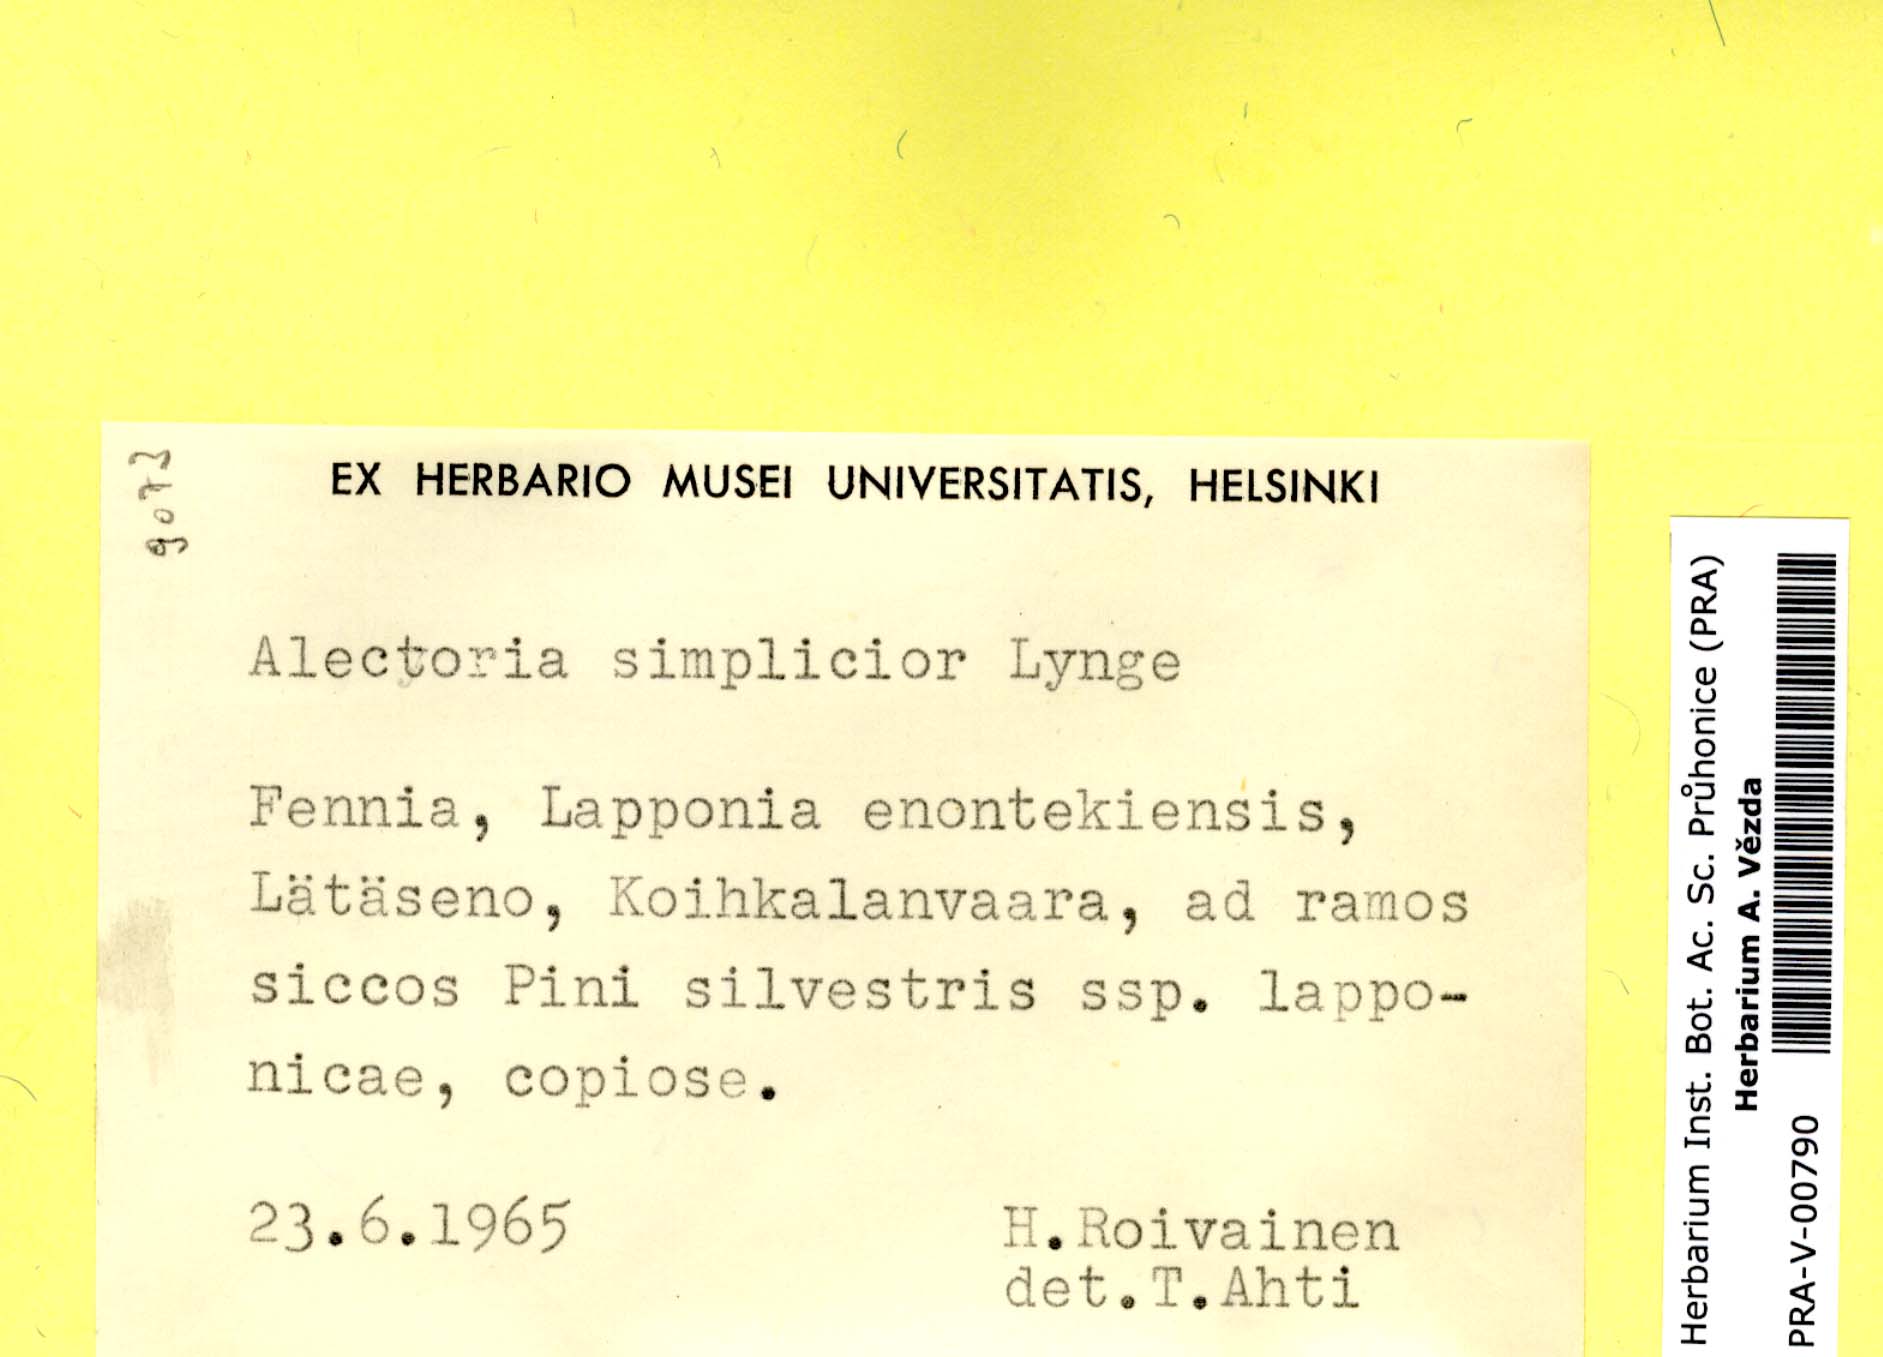 9073
EX HERBARIO MUSEI UNIVERSITATIS, HELSINKI
Alectoria simplicior Lynge
Fennia, Lapponia enontekiensis,
Lätäseno, Koihkalanvaara, ad ramos
siccos Pini silvestris ssp. lappo-
nicae, copiose.
23.6.1965
H.Roivainen
det.T.Ahti
Herbarium Inst. Bot. Ac. Sc. Průhonice (PRA)
Herbarium A. Vězda
PRA-V-00790